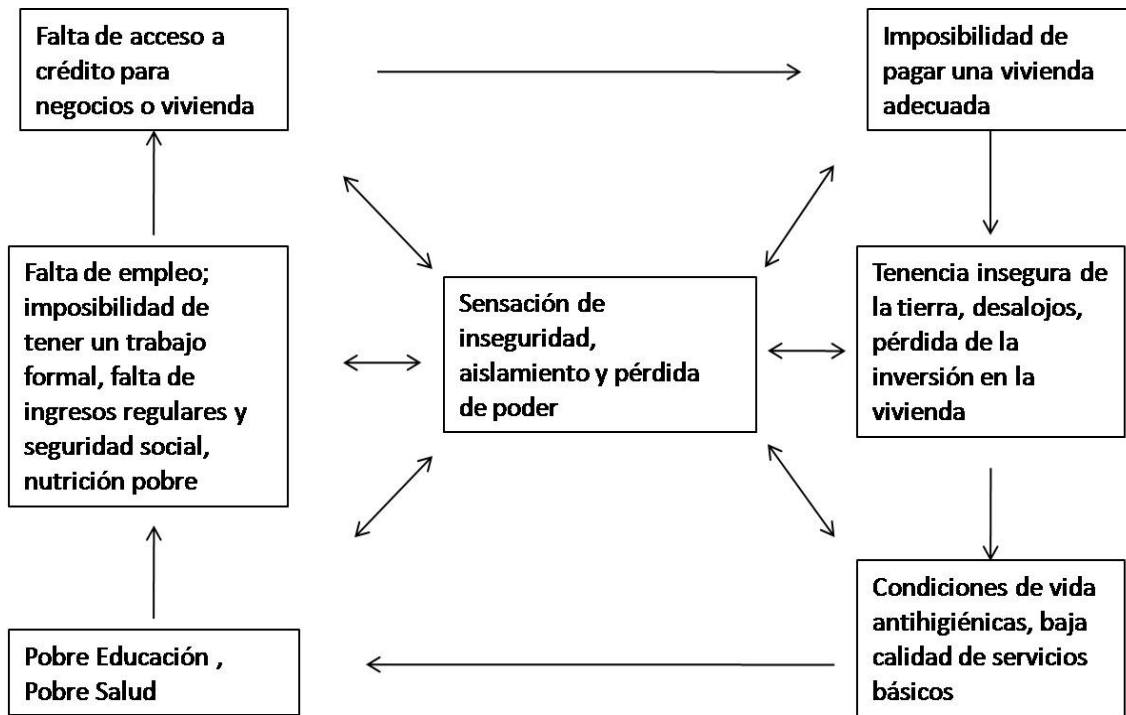 Falta de acceso a
crédito para
negocios o vivienda
Imposibilidad de
pagar una vivienda
adecuada
Falta de empleo;
imposibilidad de
tener un trabajo
formal, falta de
ingresos regulares y
seguridad social,
nutrición pobre
Sensación de
inseguridad,
aislamiento y pérdida
de poder
Tenencia insegura de
la tierra, desalojos,
pérdida de la
inversión en la
vivienda
Pobre Educación ,
Pobre Salud
Condiciones de vida
antihigiénicas, baja
calidad de servicios
básicos